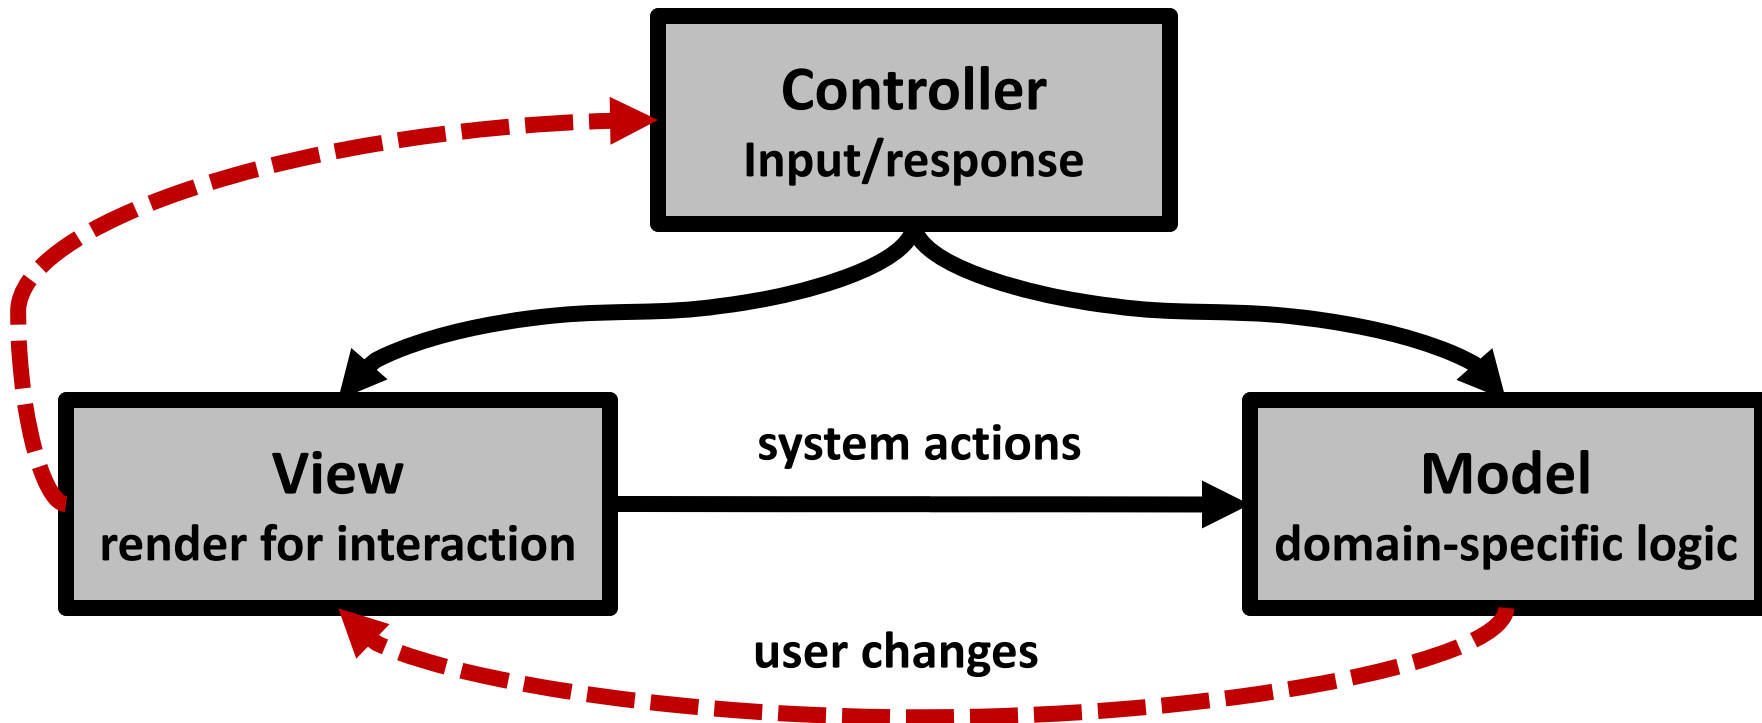 Controller
Input/response
system actions
View
render for interaction
Model
domain-specific logic
user changes